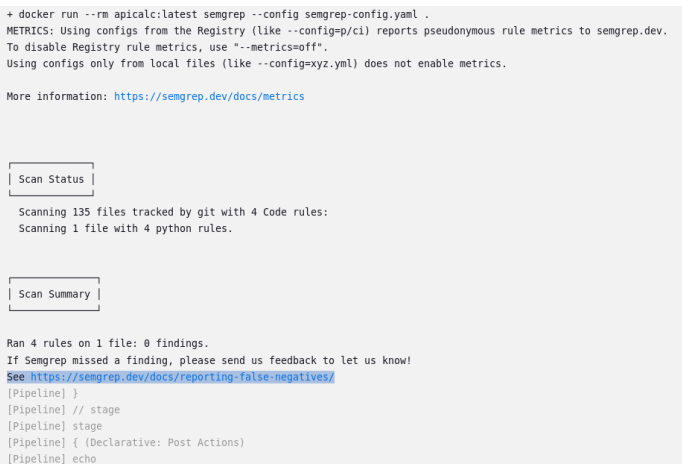 + docker run --rm apicalc:latest semgrep --config semgrep-config.yaml .
METRICS: Using configs from the Registry (like --config=p/ci) reports pseudonymous rule metrics to semgrep.dev.
To disable Registry rule metrics, use "--metrics=off".
Using configs only from local files (like --config=xyz.yml) does not enable metrics.
More information: https://semgrep.dev/docs/metrics
Scan Status
Scanning 135 files tracked by git with 4 Code rules:
Scanning 1 file with 4 python rules.
Scan Summary
Ran 4 rules on 1 file: 0 findings.
If Semgrep missed a finding, please send us feedback to let us know!
See https://semgrep.dev/docs/reporting-false-negatives/
[Pipeline] }
[Pipeline] // stage
[Pipeline] stage
[Pipeline] { (Declarative: Post Actions)
[Pipeline] echo